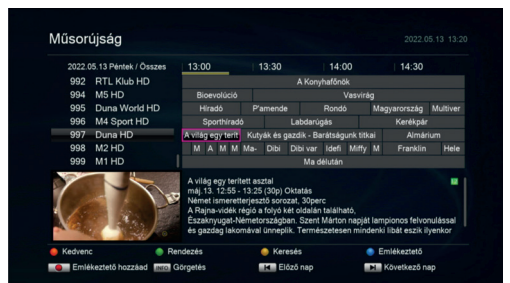 Műsorújság 2022.05.13 13:20
2022.05.13 Péntek / Összes 13:00 13:30 14:00 14:30
992 RTL Klub HD A Konyhafőnök
994 M5 HD Bioevolúció Vasvirág
995 Duna World HD Híradó P'amende Rondó Magyarország Multiver
996 M4 Sport HD Sporthíradó Labdarúgás Kerékpár
997 Duna HD A világ egy terít Kutyák és gazdik - Barátságunk titkai Almárium
998 M2 HD M A M M Ma- Dibi Dibi var Idefi Miffy M Franklin Hele
999 M1 HD Ma délután
A világ egy terített asztal
máj.13. 12:55 - 13:25 (30p) Oktatás
Német ismeretterjesztő sorozat, 30perc
A Rajna-vidék régió a folyó két oldalán található,
Északnyugat-Németországban. Szent Márton napját lampionos felvonulással
és gazdag lakomával ünneplik. Természetesen mindenki libát eszik ilyenkor
Kedvenc Rendezés Keresés Emlékeztető
Emlékeztető hozzáad INFO Görgetés Előző nap Következő nap